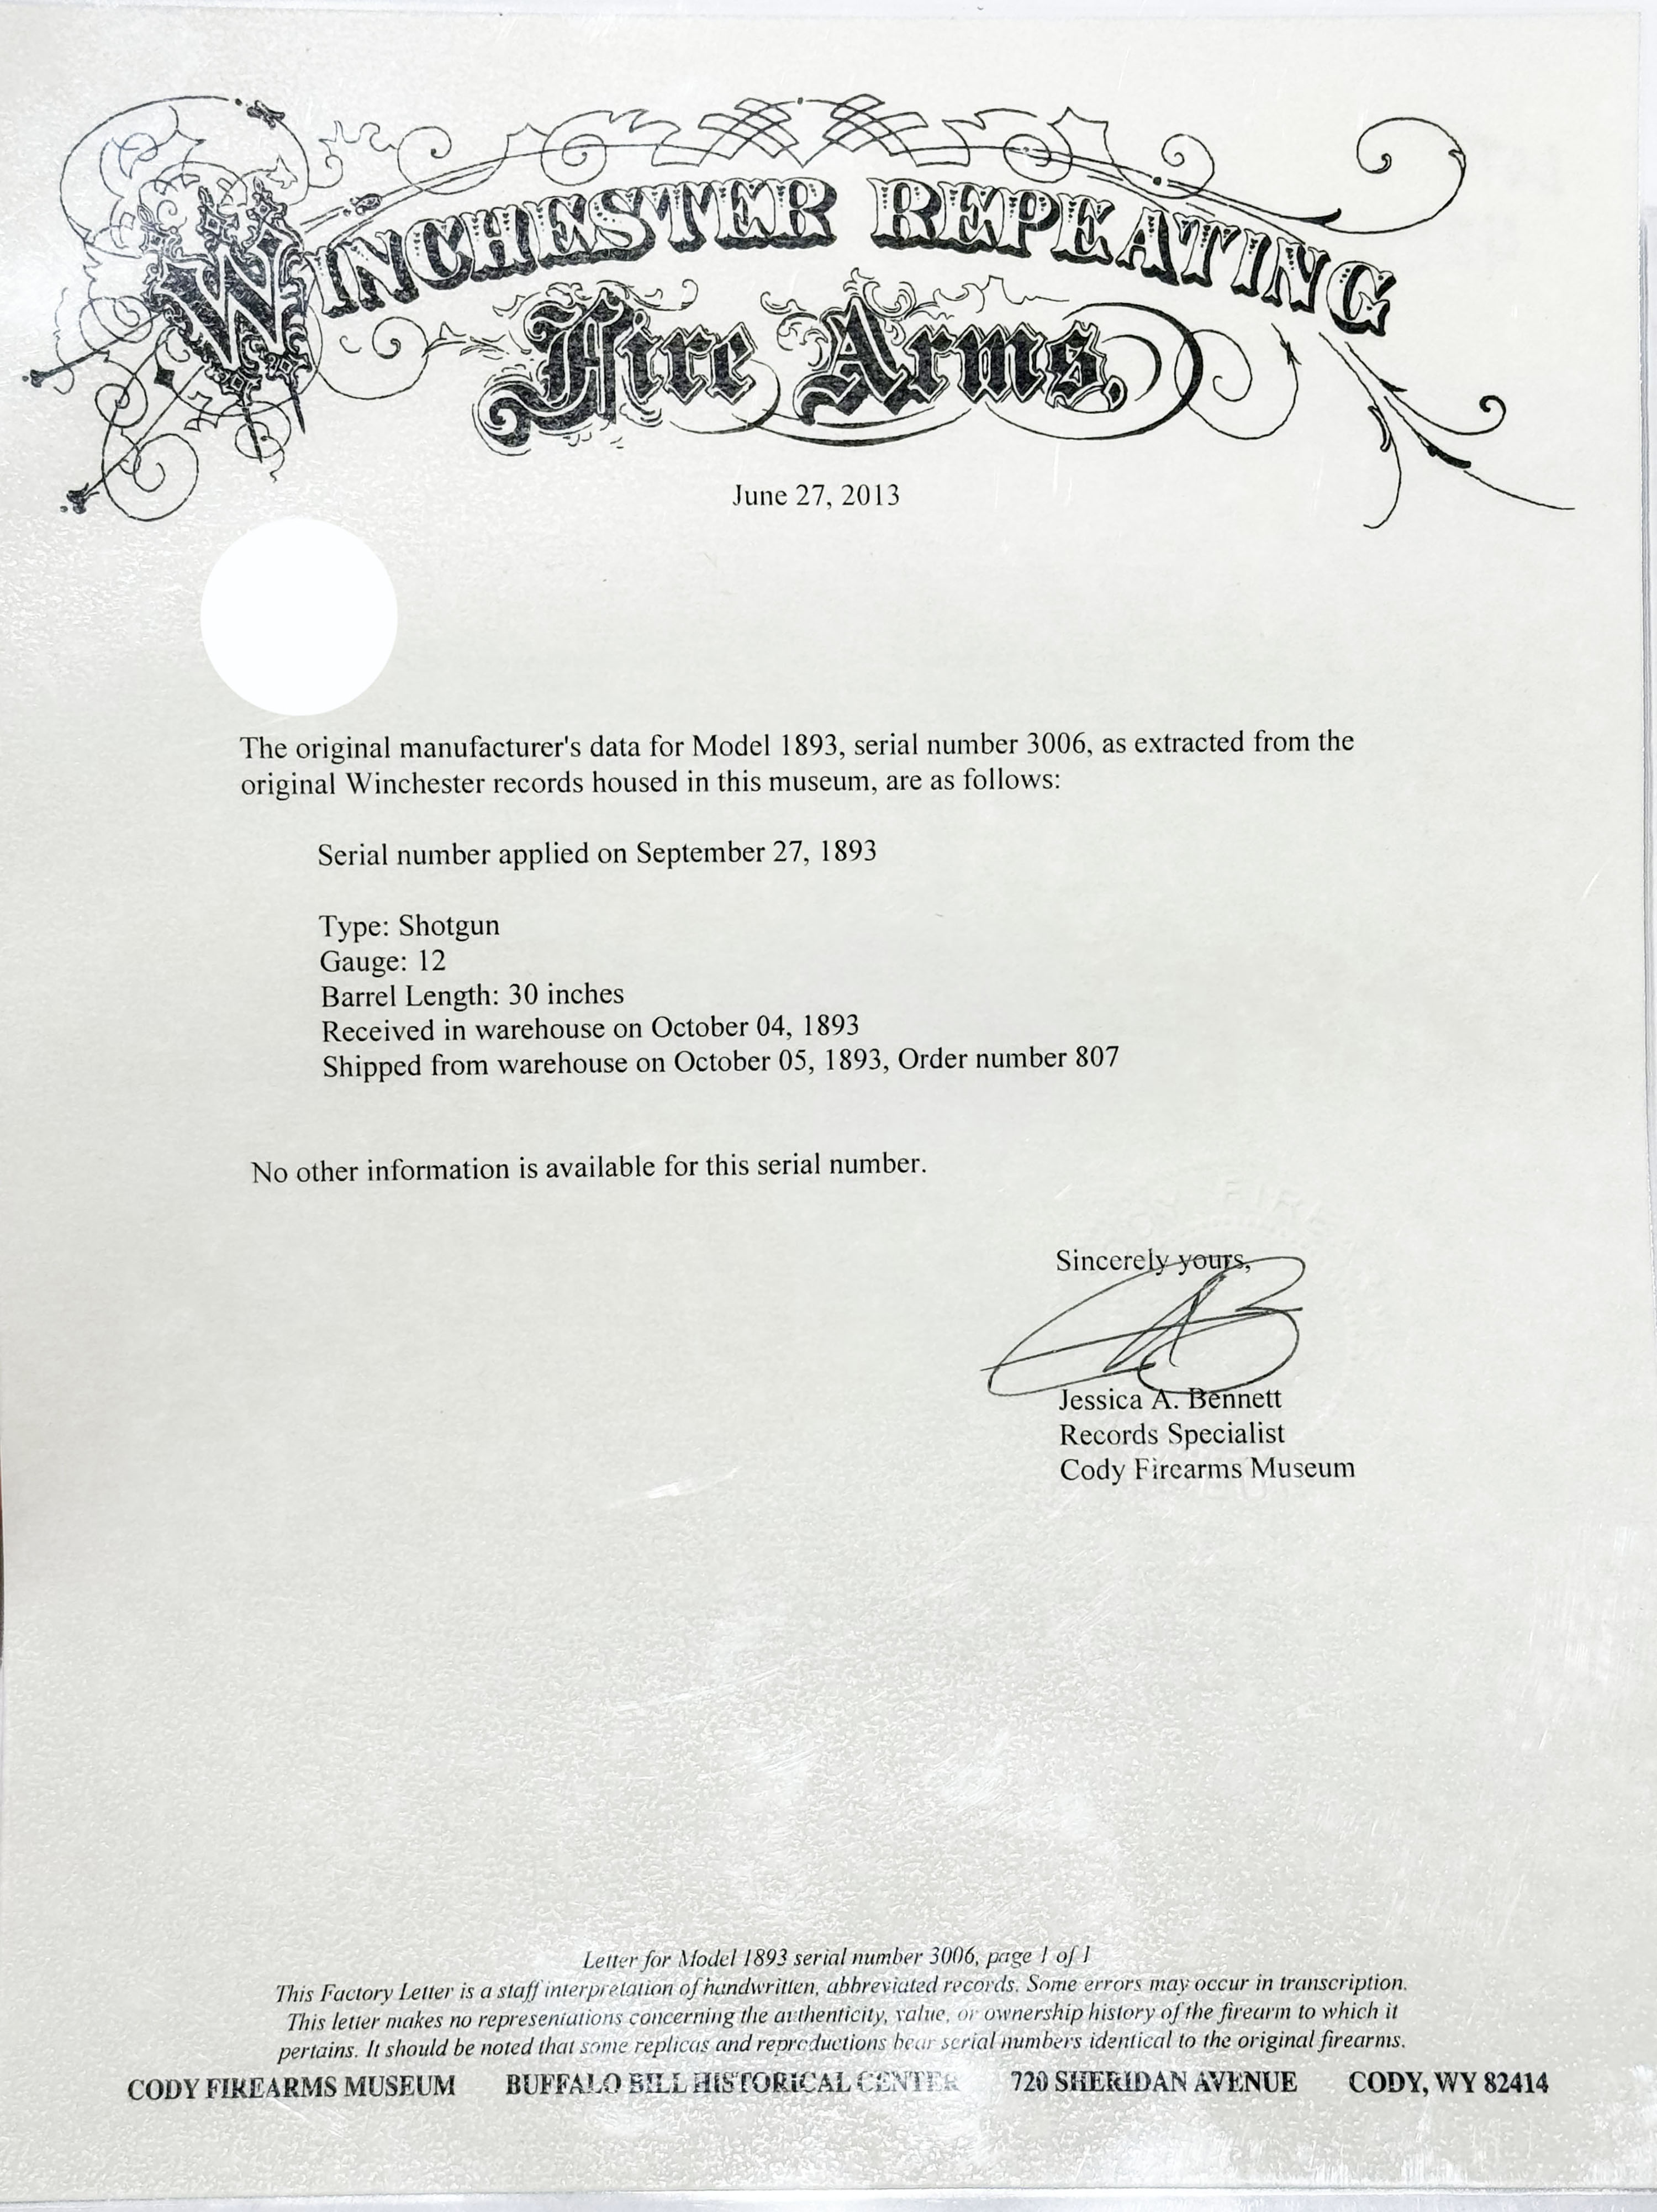 WINCHESTER REPEATING
Fire Arms.
June 27, 2013
The original manufacturer's data for Model 1893, serial number 3006, as extracted from the
original Winchester records housed in this museum, are as follows:
Serial number applied on September 27, 1893
Type: Shotgun
Gauge: 12
Barrel Length: 30 inches
Received in warehouse on October 04, 1893
Shipped from warehouse on October 05, 1893, Order number 807
No other information is available for this serial number.
Sincerely yours,
Jessica A. Bennett
Records Specialist
Cody Firearms Museum
Letter for Model 1893 serial number 3006, page 1 of 1
This Factory Letter is a staff interpretation of handwritten, abbreviated records. Some errors may occur in transcription.
This letter makes no representations concerning the authenticity, value, or ownership history of the firearm to which it
pertains. It should be noted that some replicas and reproductions bear serial numbers identical to the original firearms.
CODY FIREARMS MUSEUM BUFFALO BILL HISTORICAL CENTER 720 SHERIDAN AVENUE CODY, WY 82414